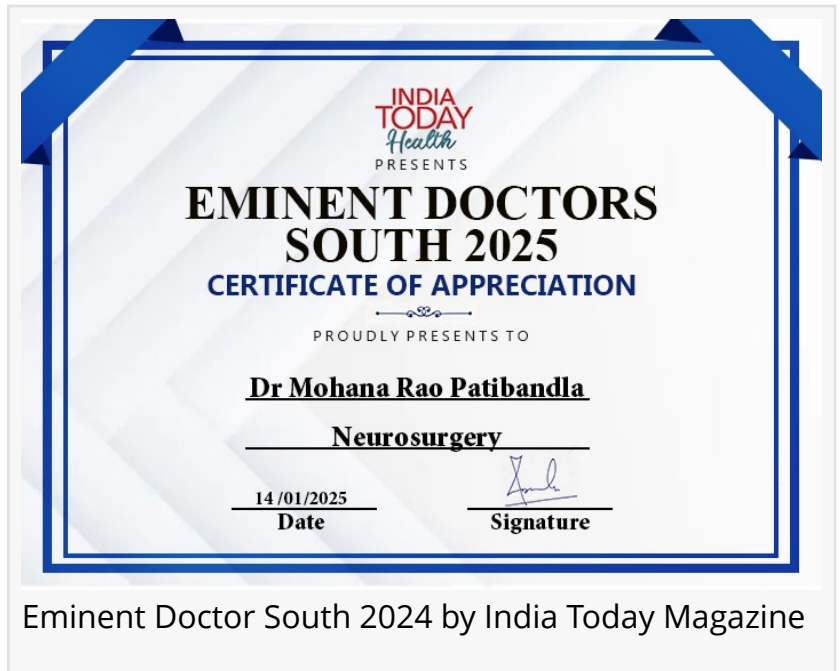 INDIA
TODAY
Health
PRESENTS
EMINENT DOCTORS
SOUTH 2025
CERTIFICATE OF APPRECIATION
PROUDLY PRESENTS TO
Dr Mohana Rao Patibandla
Neurosurgery
14 /01/2025
Date
Signature
Eminent Doctor South 2024 by India Today Magazine